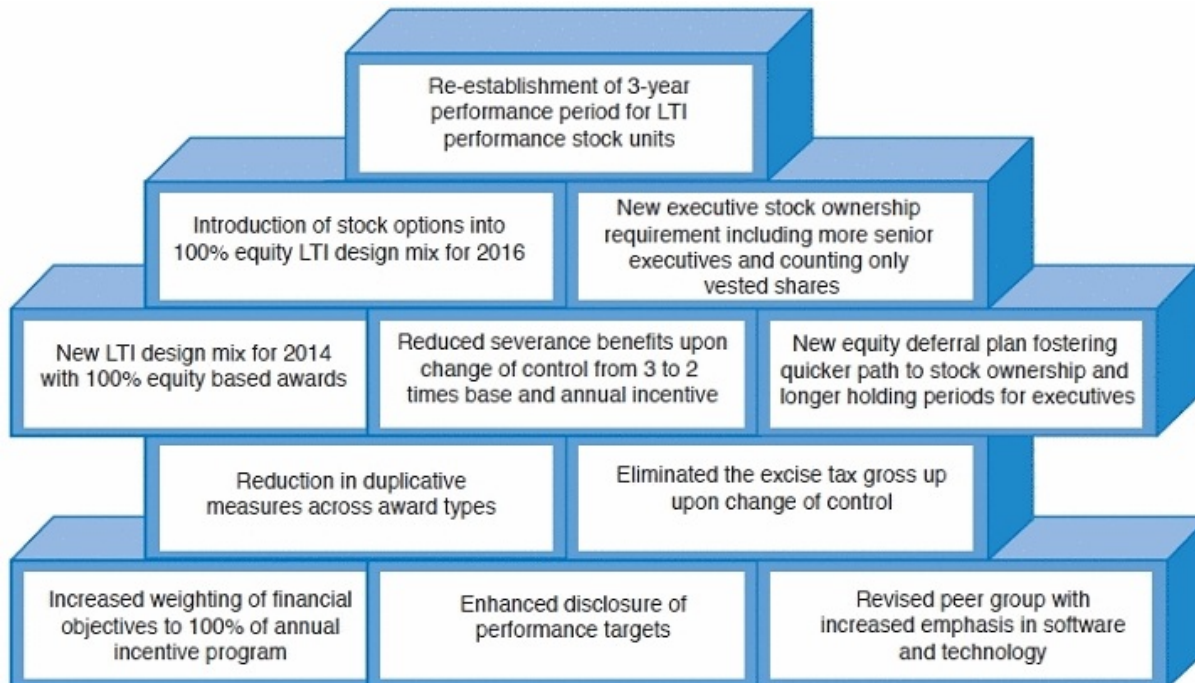 Re-establishment of 3-year
performance period for LTI
performance stock units
Introduction of stock options into
100% equity LTI design mix for 2016
New executive stock ownership
requirement including more senior
executives and counting only
vested shares
New LTI design mix for 2014
with 100% equity based awards
Reduced severance benefits upon
change of control from 3 to 2
times base and annual incentive
New equity deferral plan fostering
quicker path to stock ownership and
longer holding periods for executives
Reduction in duplicative
measures across award types
Eliminated the excise tax gross up
upon change of control
Increased weighting of financial
objectives to 100% of annual
incentive program
Enhanced disclosure of
performance targets
Revised peer group with
increased emphasis in software
and technology